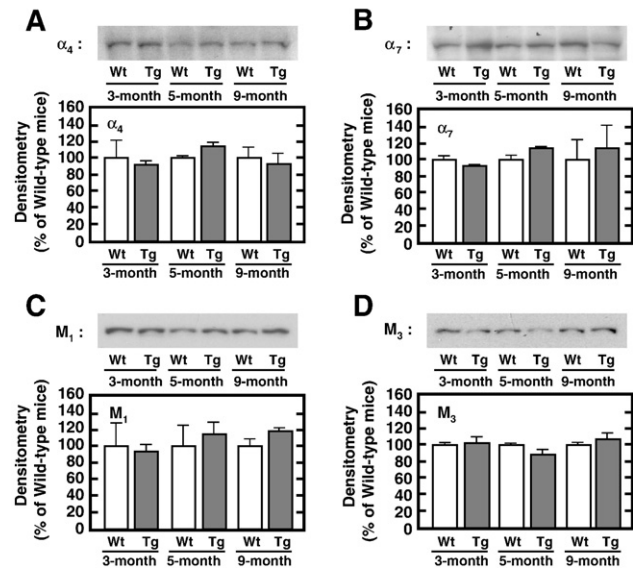 A
α4 :
Wt Tg Wt Tg Wt Tg
3-month 5-month 9-month
Densitometry
(% of Wild-type mice)
160
140
120
100
80
60
40
20
0
α4
Wt Tg Wt Tg Wt Tg
3-month 5-month 9-month
B
α7 :
Wt Tg Wt Tg Wt Tg
3-month 5-month 9-month
Densitometry
(% of Wild-type mice)
160
140
120
100
80
60
40
20
0
α7
Wt Tg Wt Tg Wt Tg
3-month 5-month 9-month
C
M1 :
Wt Tg Wt Tg Wt Tg
3-month 5-month 9-month
Densitometry
(% of Wild-type mice)
160
140
120
100
80
60
40
20
0
M1
Wt Tg Wt Tg Wt Tg
3-month 5-month 9-month
D
M3 :
Wt Tg Wt Tg Wt Tg
3-month 5-month 9-month
Densitometry
(% of Wild-type mice)
160
140
120
100
80
60
40
20
0
M3
Wt Tg Wt Tg Wt Tg
3-month 5-month 9-month